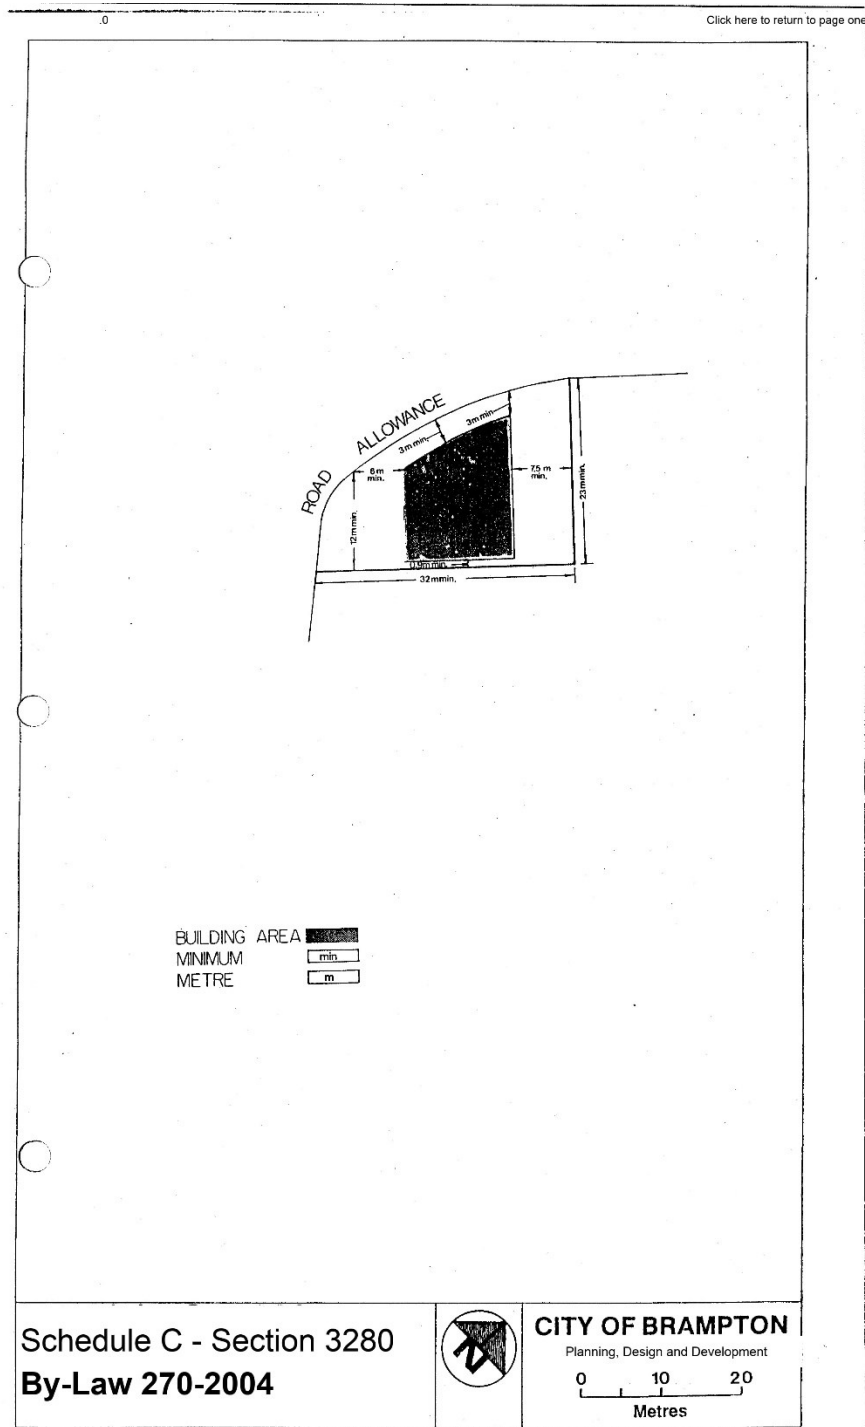 .0
Click here to return to page one
ROAD ALLOWANCE
3m min.
3m min.
6m
min.
7.5 m
min.
23m min.
12m min.
0.9m min.
32m min.
BUILDING AREA
MINIMUM min
METRE m
Schedule C - Section 3280
By-Law 270-2004
N
CITY OF BRAMPTON
Planning, Design and Development
0 10 20
Metres